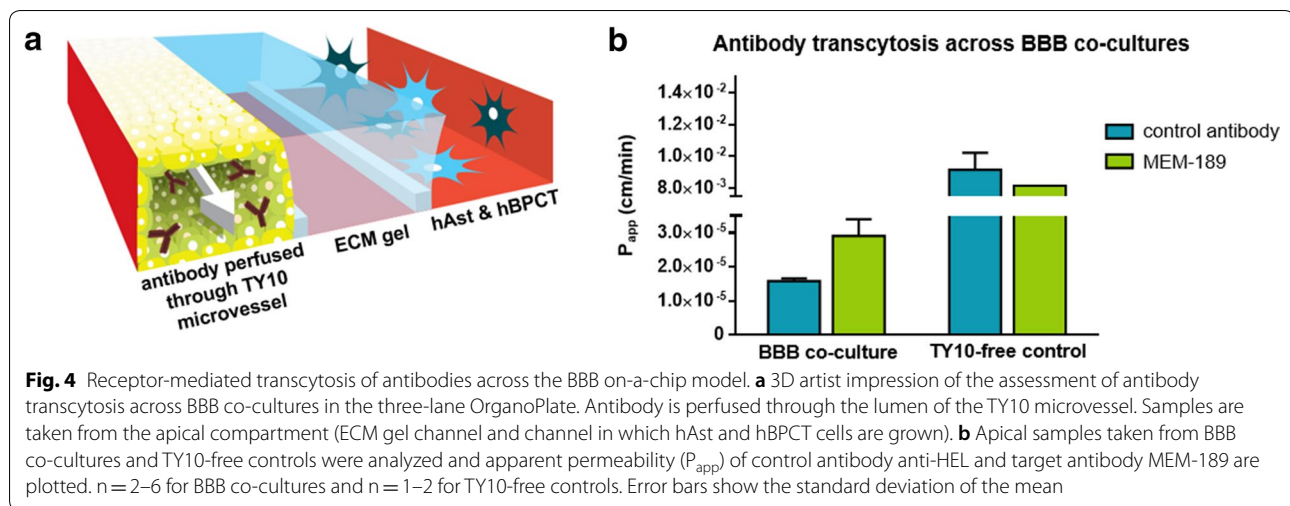 a
antibody perfused
through TY10
microvessel
ECM gel
hAst & hBPCT
b
Antibody transcytosis across BBB co-cultures
P_app (cm/min)
1.4×10⁻²
1.2×10⁻²
1.0×10⁻²
8.0×10⁻³
3.0×10⁻⁵
2.0×10⁻⁵
1.0×10⁻⁵
0
BBB co-culture
TY10-free control
control antibody
MEM-189
Fig. 4 Receptor-mediated transcytosis of antibodies across the BBB on-a-chip model. a 3D artist impression of the assessment of antibody
transcytosis across BBB co-cultures in the three-lane OrganoPlate. Antibody is perfused through the lumen of the TY10 microvessel. Samples are
taken from the apical compartment (ECM gel channel and channel in which hAst and hBPCT cells are grown). b Apical samples taken from BBB
co-cultures and TY10-free controls were analyzed and apparent permeability (P_app) of control antibody anti-HEL and target antibody MEM-189 are
plotted. n = 2–6 for BBB co-cultures and n = 1–2 for TY10-free controls. Error bars show the standard deviation of the mean